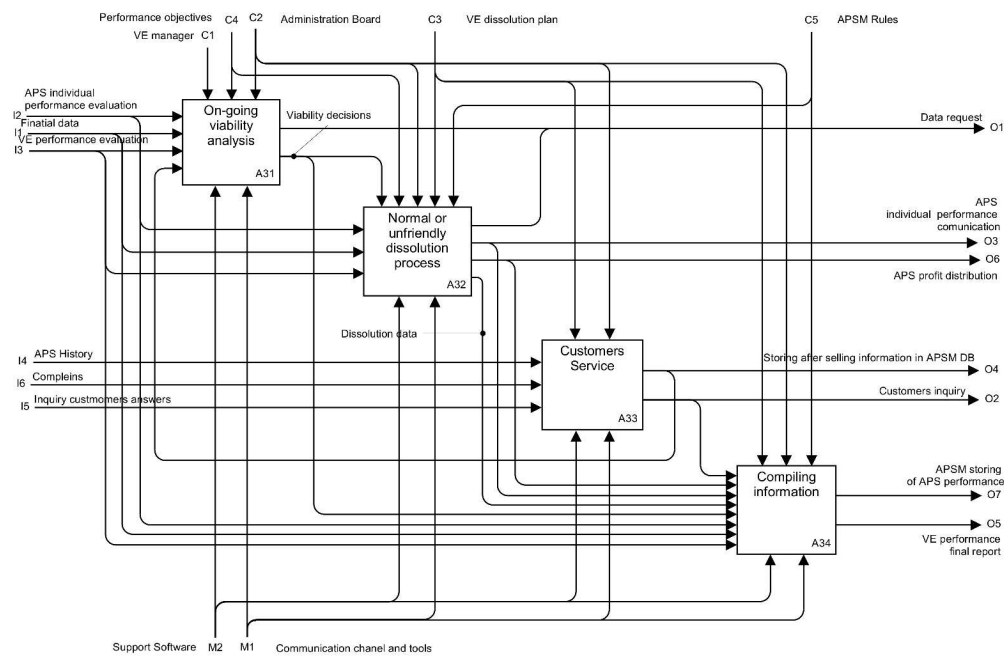 Performance objectives
C4
C2
Administration Board
C3
VE dissolution plan
C5
APSM Rules
VE manager
C1
APS individual
performance evaluation
I2
Finatial data
I1
VE performance evaluation
I3
On-going
viability
analysis
A31
Viability decisions
Data request
O1
Normal or
unfriendly
dissolution
process
A32
APS
individual performance
comunication
O3
O6
APS profit distribution
Dissolution data
I4
APS History
I6
Compleins
I5
Inquiry custmomers answers
Customers
Service
A33
Storing after selling information in APSM DB
O4
Customers inquiry
O2
Compiling
information
A34
APSM storing
of APS performance
O7
O5
VE performance
final report
Support Software
M2
M1
Communication chanel and tools